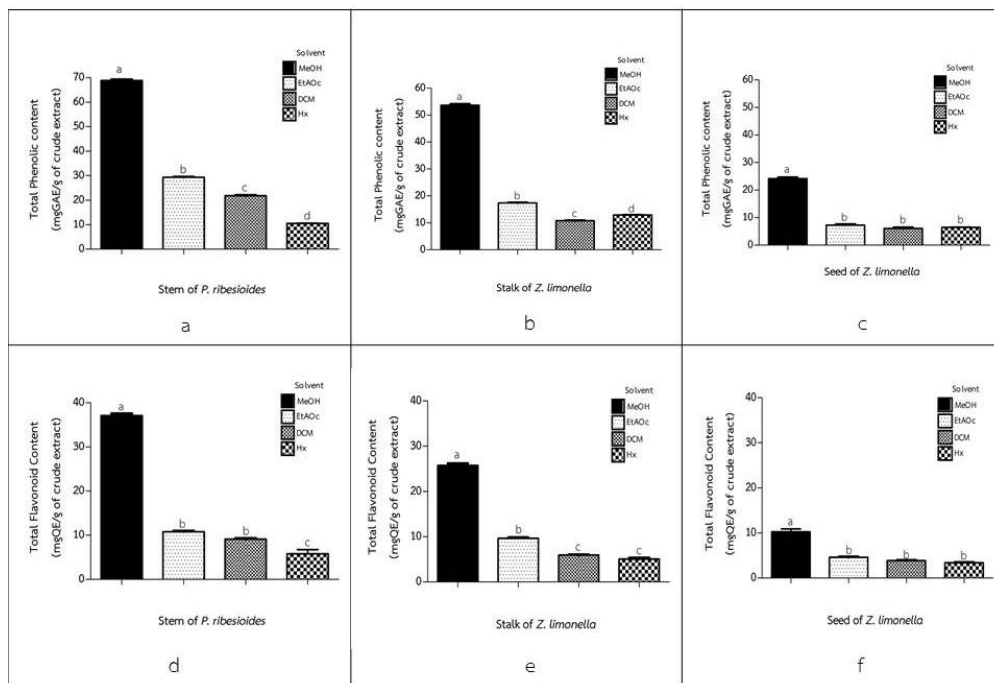 Solvent
MeOH
EtAOc
DCM
Hx
Total Phenolic content
(mgGAE/g of crude extract)
70
60
50
40
30
20
10
0
a
b
c
d
Stem of P. ribesioides
a
Solvent
MeOH
EtAOc
DCM
Hx
Total Phenolic content
(mgGAE/g of crude extract)
60
50
40
30
20
10
0
a
b
c
d
Stalk of Z. limonella
b
Solvent
MeOH
EtAOc
DCM
Hx
Total Phenolic content
(mgGAE/g of crude extract)
60
50
40
30
20
10
0
a
b
b
b
Seed of Z. limonella
c
Solvent
MeOH
EtAOc
DCM
Hx
Total Flavonoid Content
(mgQE/g of crude extract)
40
30
20
10
0
a
b
b
c
Stem of P. ribesioides
d
Solvent
MeOH
EtAOc
DCM
Hx
Total Flavonoid Content
(mgQE/g of crude extract)
40
30
20
10
0
a
b
c
c
Stalk of Z. limonella
e
Solvent
MeOH
EtAOc
DCM
Hx
Total Flavonoid Content
(mgQE/g of crude extract)
40
30
20
10
0
a
b
b
b
Seed of Z. limonella
f